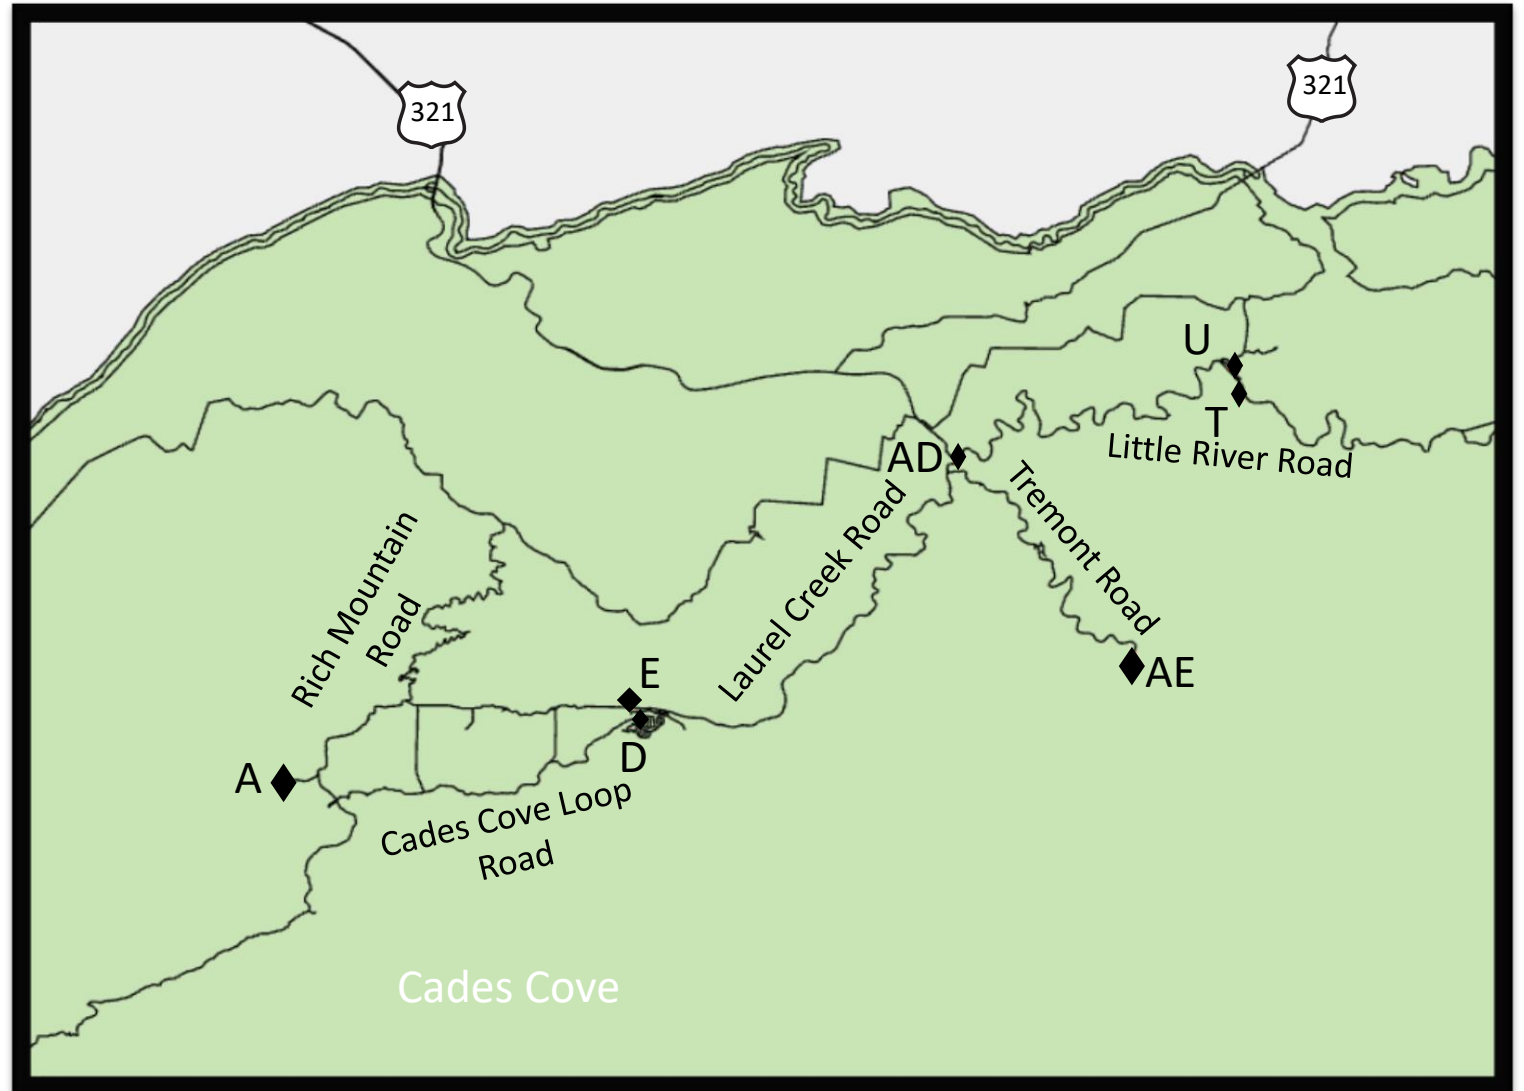 321
321
U
T
Little River Road
AD
Tremont Road
Laurel Creek Road
Rich Mountain
Road
E
AE
D
A
Cades Cove Loop
Road
Cades Cove